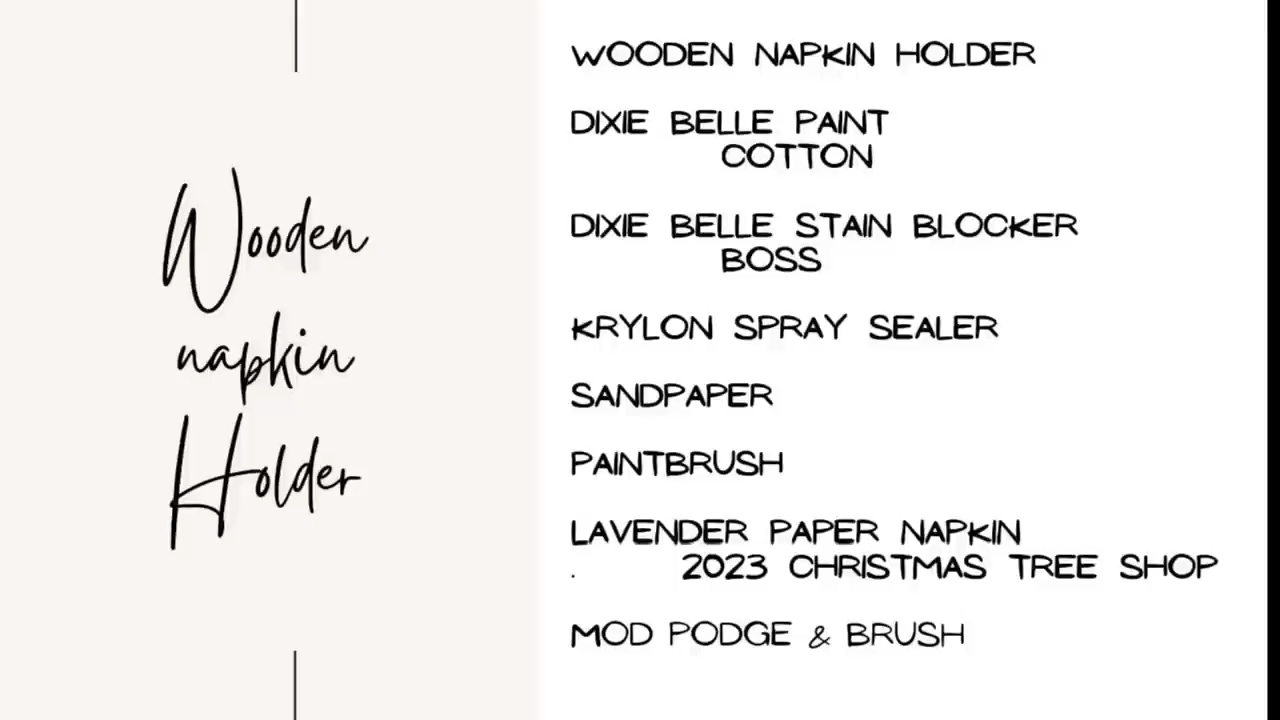 Wooden
napkin
Holder
WOODEN NAPKIN HOLDER
DIXIE BELLE PAINT
COTTON
DIXIE BELLE STAIN BLOCKER
BOSS
KRYLON SPRAY SEALER
SANDPAPER
PAINTBRUSH
LAVENDER PAPER NAPKIN
. 2023 CHRISTMAS TREE SHOP
MOD PODGE & BRUSH